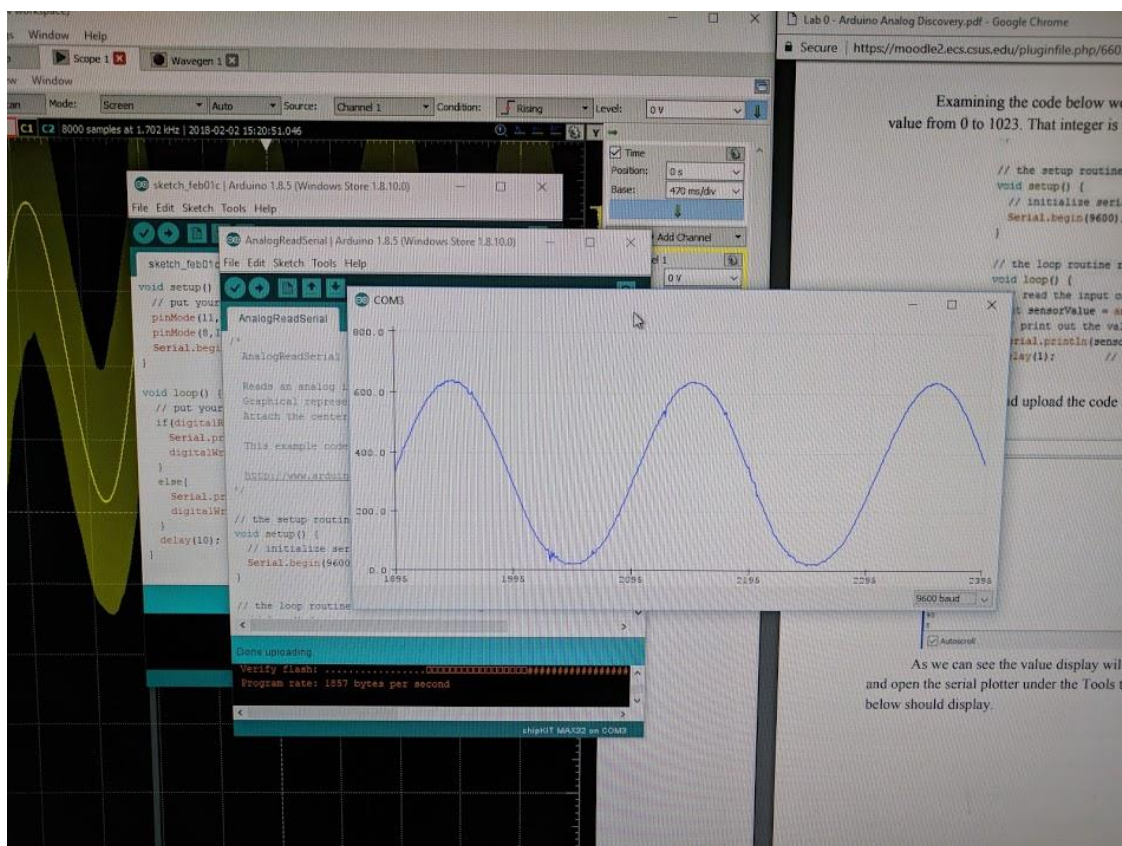 Window Help
Scope 1
Wavegen 1
Window
Mode: Screen Auto Source: Channel 1 Condition: Rising Level: 0 V
C1 C2 8000 samples at 1.702 kHz | 2018-02-02 15:20:51.046
Y
Time
Position: 0 s
Base: 470 ms/div
Add Channel
0 V
sketch_feb01c | Arduino 1.8.5 (Windows Store 1.8.10.0)
File Edit Sketch Tools Help
sketch_feb01c
void setup() {
// put your
pinMode(11,
pinMode(8,
Serial.begi
}
void loop() {
// put your
if(digitalR
Serial.pr
digitalWr
}
else{
Serial.pr
digitalWr
}
delay(10);
}
AnalogReadSerial | Arduino 1.8.5 (Windows Store 1.8.10.0)
File Edit Sketch Tools Help
AnalogReadSerial
/*
AnalogReadSerial
Reads an analog i
Graphical represe
Attach the center
This example code
http://www.arduin
*/
// the setup routin
void setup() {
// initialize ser
Serial.begin(9600
}
// the loop routine
Done uploading.
Verify flash:
Program rate: 1857 bytes per second
chipKIT MAX32 on COM3
COM3
800.0
600.0
400.0
200.0
0.0
1895 1995 2095 2195 2295 2395
9600 baud
Lab 0 - Arduino Analog Discovery.pdf - Google Chrome
Secure | https://moodle2.ecs.csus.edu/pluginfile.php/660
Examining the code below we
value from 0 to 1023. That integer is
// the setup routine
void setup() {
// initialize seria
Serial.begin(9600)
}
// the loop routine r
void loop() {
read the input o
sensorValue = an
print out the val
rial.println(senso
lay(1); //
d upload the code
Autoscroll
As we can see the value display wil
and open the serial plotter under the Tools t
below should display.